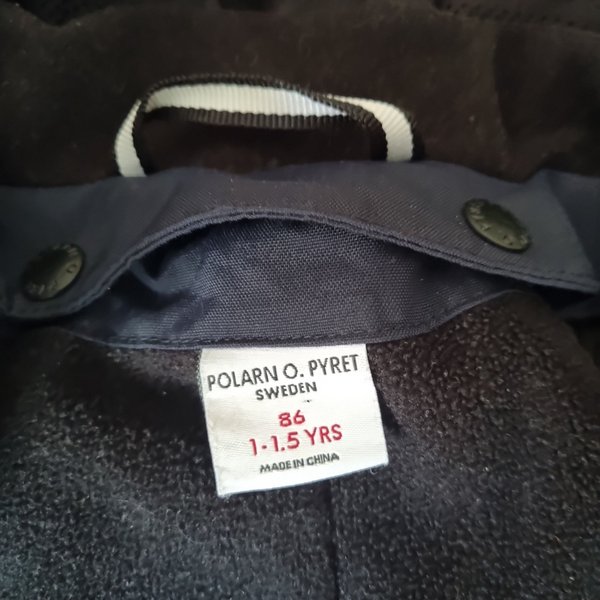 POLARN O. PYRET
SWEDEN
86
1-1.5 YRS
MADE IN CHINA